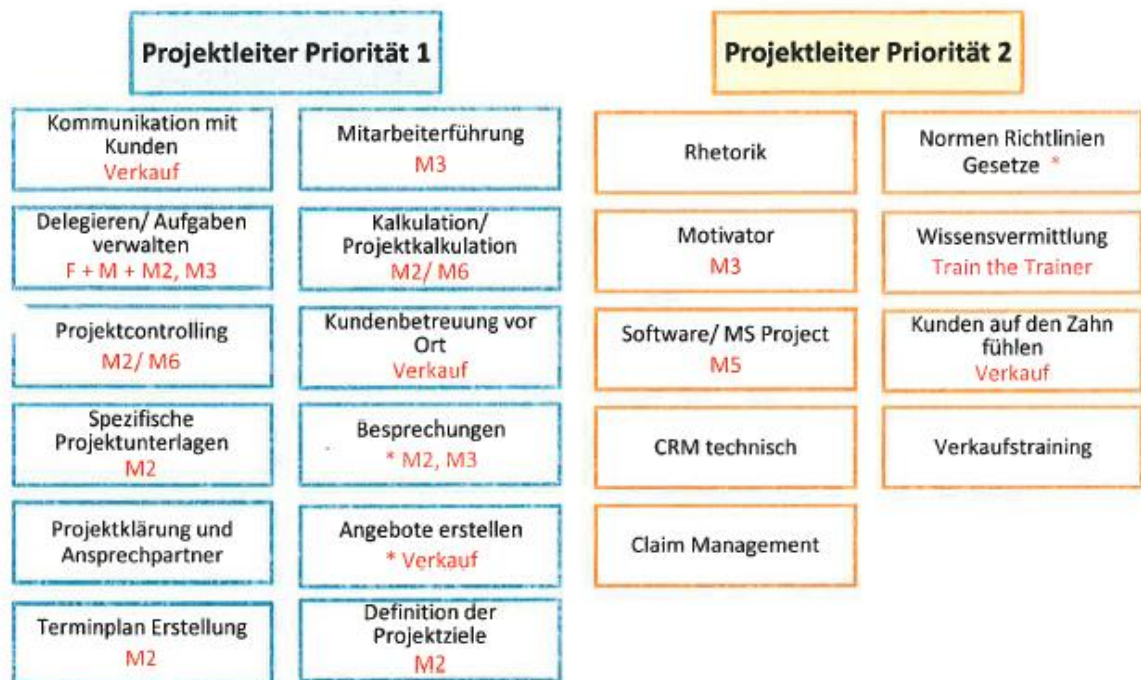 Projektleiter Priorität 1
Kommunikation mit
Kunden
Verkauf
Mitarbeiterführung
M3
Delegieren/ Aufgaben
verwalten
F + M + M2, M3
Kalkulation/
Projektkalkulation
M2/ M6
Projektcontrolling
M2/ M6
Kundenbetreuung vor
Ort
Verkauf
Spezifische
Projektunterlagen
M2
Besprechungen
* M2, M3
Projektklärung und
Ansprechpartner
Angebote erstellen
* Verkauf
Terminplan Erstellung
M2
Definition der
Projektziele
M2
Projektleiter Priorität 2
Rhetorik
Normen Richtlinien
Gesetze *
Motivator
M3
Wissensvermittlung
Train the Trainer
Software/ MS Project
M5
Kunden auf den Zahn
fühlen
Verkauf
CRM technisch
Verkaufstraining
Claim Management